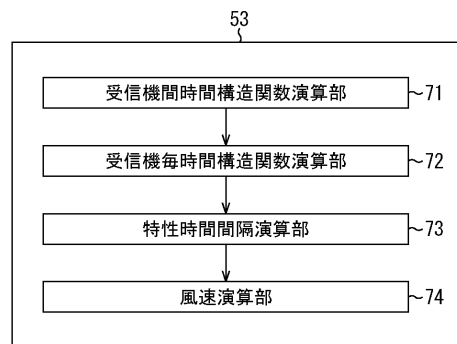 53
受信機間時間構造関数演算部 71
受信機毎時間構造関数演算部 72
特性時間間隔演算部 73
風速演算部 74